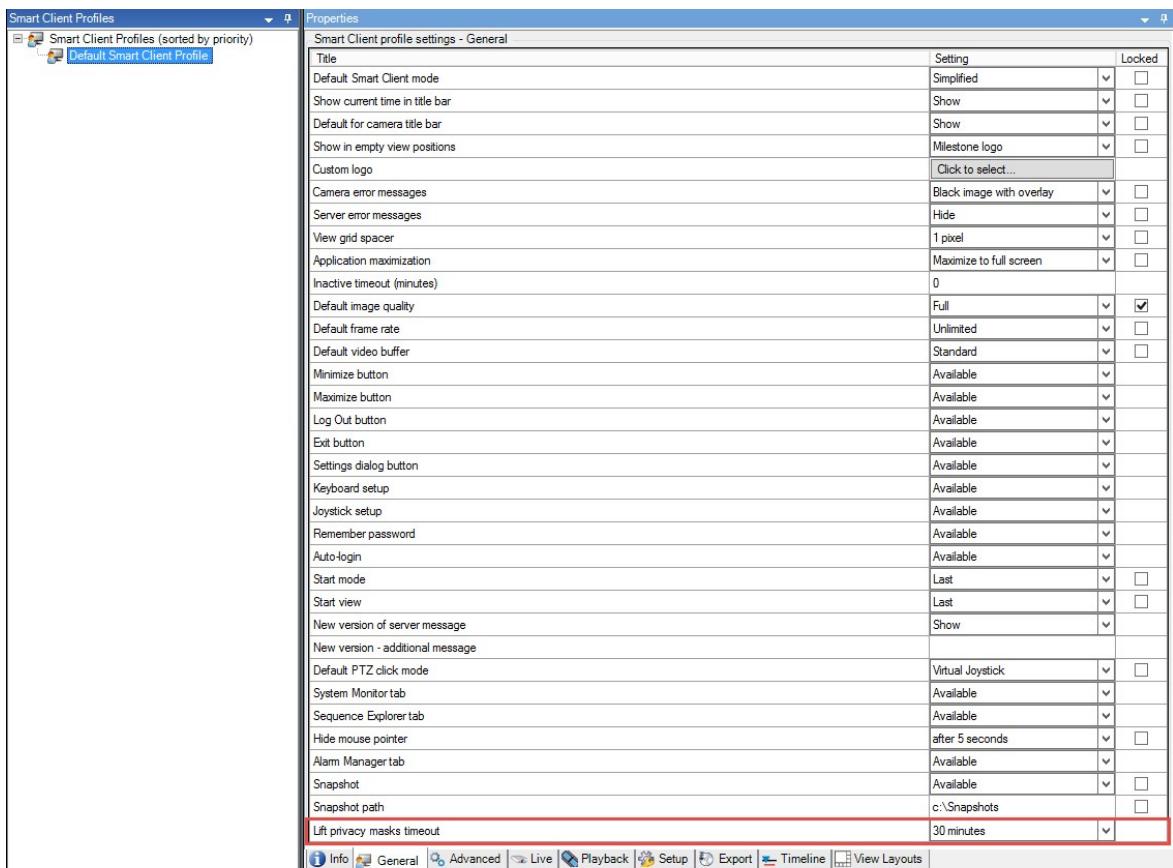 Smart Client Profiles
Smart Client Profiles (sorted by priority)
Default Smart Client Profile
Properties
Smart Client profile settings - General
Title Setting Locked
Default Smart Client mode Simplified
Show current time in title bar Show
Default for camera title bar Show
Show in empty view positions Milestone logo
Custom logo Click to select...
Camera error messages Black image with overlay
Server error messages Hide
View grid spacer 1 pixel
Application maximization Maximize to full screen
Inactive timeout (minutes) 0
Default image quality Full
Default frame rate Unlimited
Default video buffer Standard
Minimize button Available
Maximize button Available
Log Out button Available
Exit button Available
Settings dialog button Available
Keyboard setup Available
Joystick setup Available
Remember password Available
Auto-login Available
Start mode Last
Start view Last
New version of server message Show
New version - additional message
Default PTZ click mode Virtual Joystick
System Monitor tab Available
Sequence Explorer tab Available
Hide mouse pointer after 5 seconds
Alarm Manager tab Available
Snapshot Available
Snapshot path c:\Snapshots
Lift privacy masks timeout 30 minutes
Info General Advanced Live Playback Setup Export Timeline View Layouts